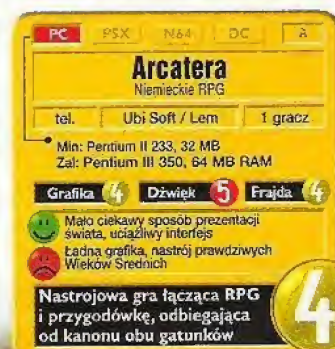 PC PSX N64 DC A
Arcatera
Niemieckie RPG
tel. Ubi Soft / Lem 1 gracz
Min: Pentium II 233, 32 MB
Zal: Pentium III 350, 64 MB RAM
Grafika 4 Dźwięk 5 Frajda 4
Mało ciekawy sposób prezentacji
świata, uciążliwy interfejs
Ładna grafika, nastrój prawdziwych
Wieków Średnich
Nastrojowa gra łącząca RPG
i przygodówkę, odbiegająca
od kanonu obu gatunków
4